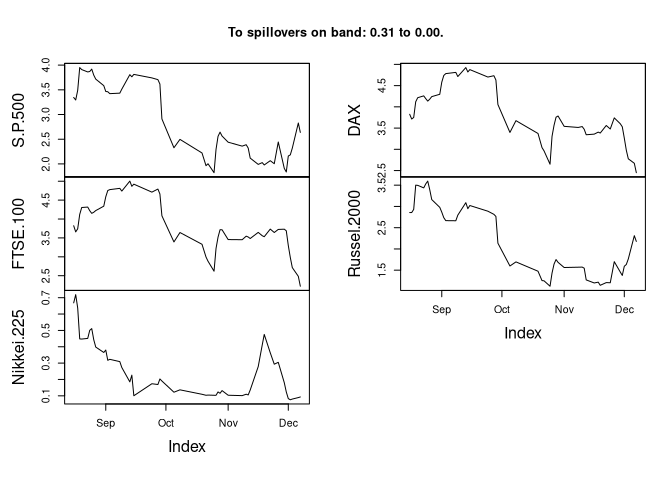 To spillovers on band: 0.31 to 0.00.
S.P.500
2.0 2.5 3.0 3.5 4.0
FTSE.100
2.5 3.5 4.5
Nikkei.225
0.1 0.3 0.5 0.7
Sep Oct Nov Dec
Index
DAX
2.5 3.5 4.5
Russel.2000
1.5 2.5 3.5
Sep Oct Nov Dec
Index